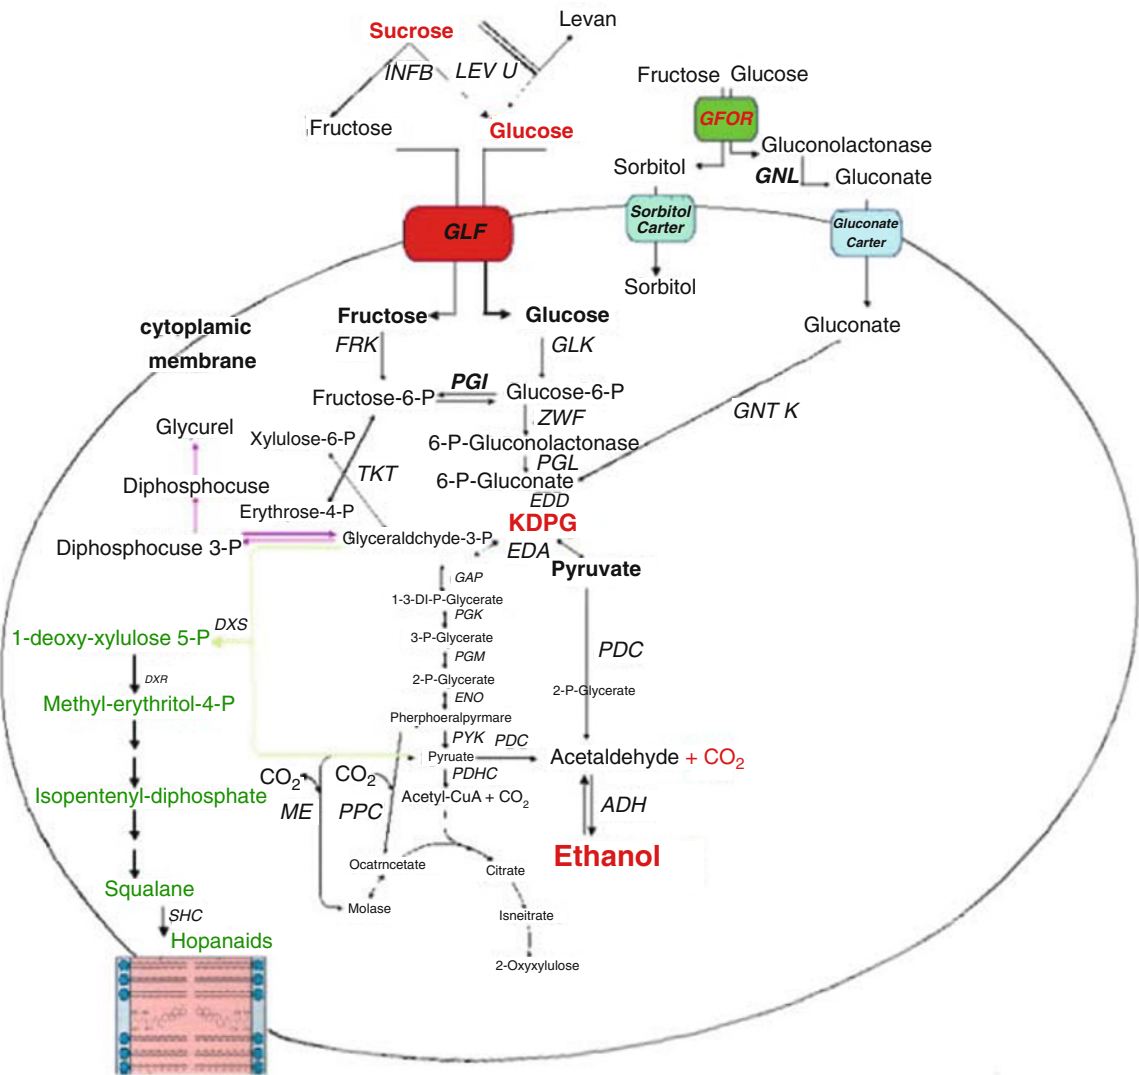 Levan
Sucrose
INFB
LEV U
Fructose
Glucose
Fructose Glucose
GFOR
Gluconolactonase
Sorbitol
GNL
Gluconate
GLF
Sorbitol
Carter
Gluconate
Carter
Sorbitol
cytoplamic
membrane
Fructose
Glucose
Gluconate
FRK
GLK
PGI
Fructose-6-P
Glucose-6-P
GNT K
ZWF
Glycurel
Xylulose-6-P
6-P-Gluconolactonase
TKT
PGL
6-P-Gluconate
Diphosphocuse
EDD
Erythrose-4-P
KDPG
Diphosphocuse 3-P
Glyceraldchyde-3-P
EDA
Pyruvate
GAP
1-3-DI-P-Glycerate
PGK
DXS
1-deoxy-xylulose 5-P
3-P-Glycerate
PGM
PDC
DXR
2-P-Glycerate
2-P-Glycerate
Methyl-erythritol-4-P
ENO
Pherphoeralpyrmare
PYK
PDC
Pyruate
Acetaldehyde + CO2
CO2
CO2
PDHC
Isopentenyl-diphosphate
Acetyl-CuA + CO2
ME
PPC
ADH
Ethanol
Ocatrncetate
Citrate
Squalane
Molase
Isneitrate
SHC
Hopanaids
2-Oxyxylulose